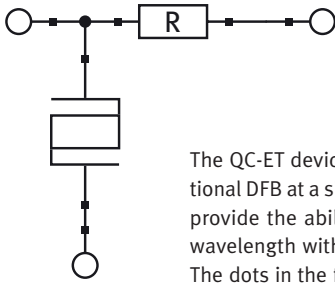 R
The QC-ET devic
tional DFB at a s
provide the abil
wavelength with
The dots in the f